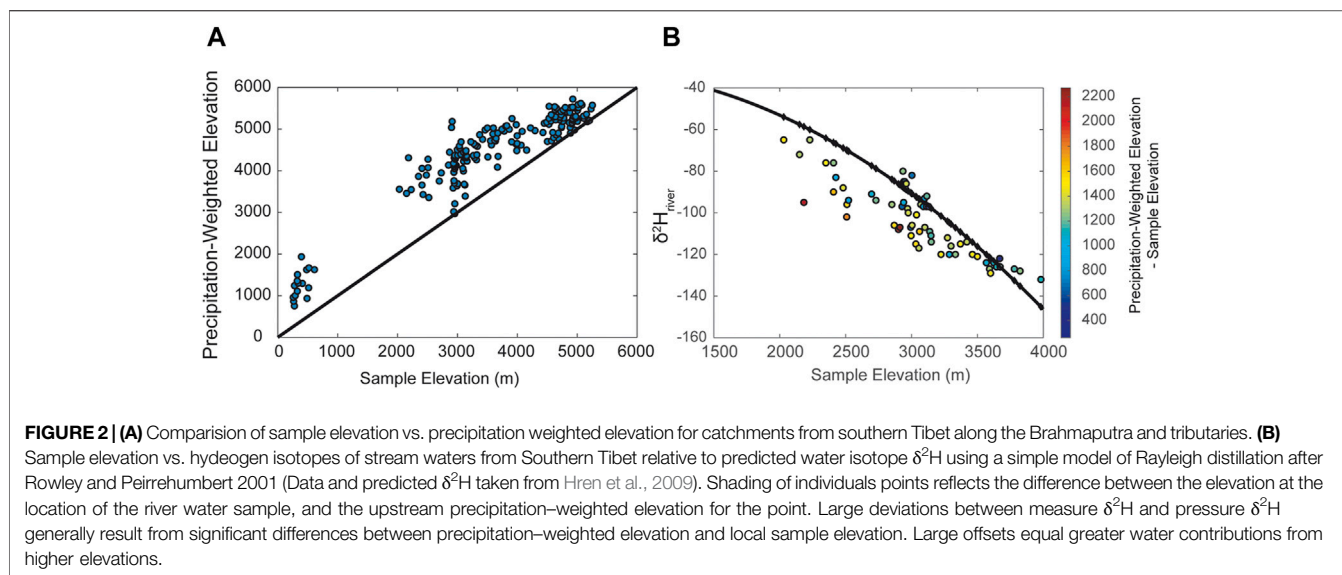 A
B
Precipitation-Weighted Elevation
6000
5000
4000
3000
2000
1000
0
0
1000
2000
3000
4000
5000
6000
Sample Elevation (m)
δ²H river
-40
-60
-80
-100
-120
-140
-160
1500
2000
2500
3000
3500
4000
Sample Elevation (m)
2200
2000
1800
1600
1400
1200
1000
800
600
400
Precipitation-Weighted Elevation
- Sample Elevation
FIGURE 2 | (A) Comparision of sample elevation vs. precipitation weighted elevation for catchments from southern Tibet along the Brahmaputra and tributaries. (B)
Sample elevation vs. hydeogen isotopes of stream waters from Southern Tibet relative to predicted water isotope δ²H using a simple model of Rayleigh distillation after
Rowley and Peirrehumbert 2001 (Data and predicted δ²H taken from Hren et al., 2009). Shading of individuals points reflects the difference between the elevation at the
location of the river water sample, and the upstream precipitation–weighted elevation for the point. Large deviations between measure δ²H and pressure δ²H
generally result from significant differences between precipitation–weighted elevation and local sample elevation. Large offsets equal greater water contributions from
higher elevations.